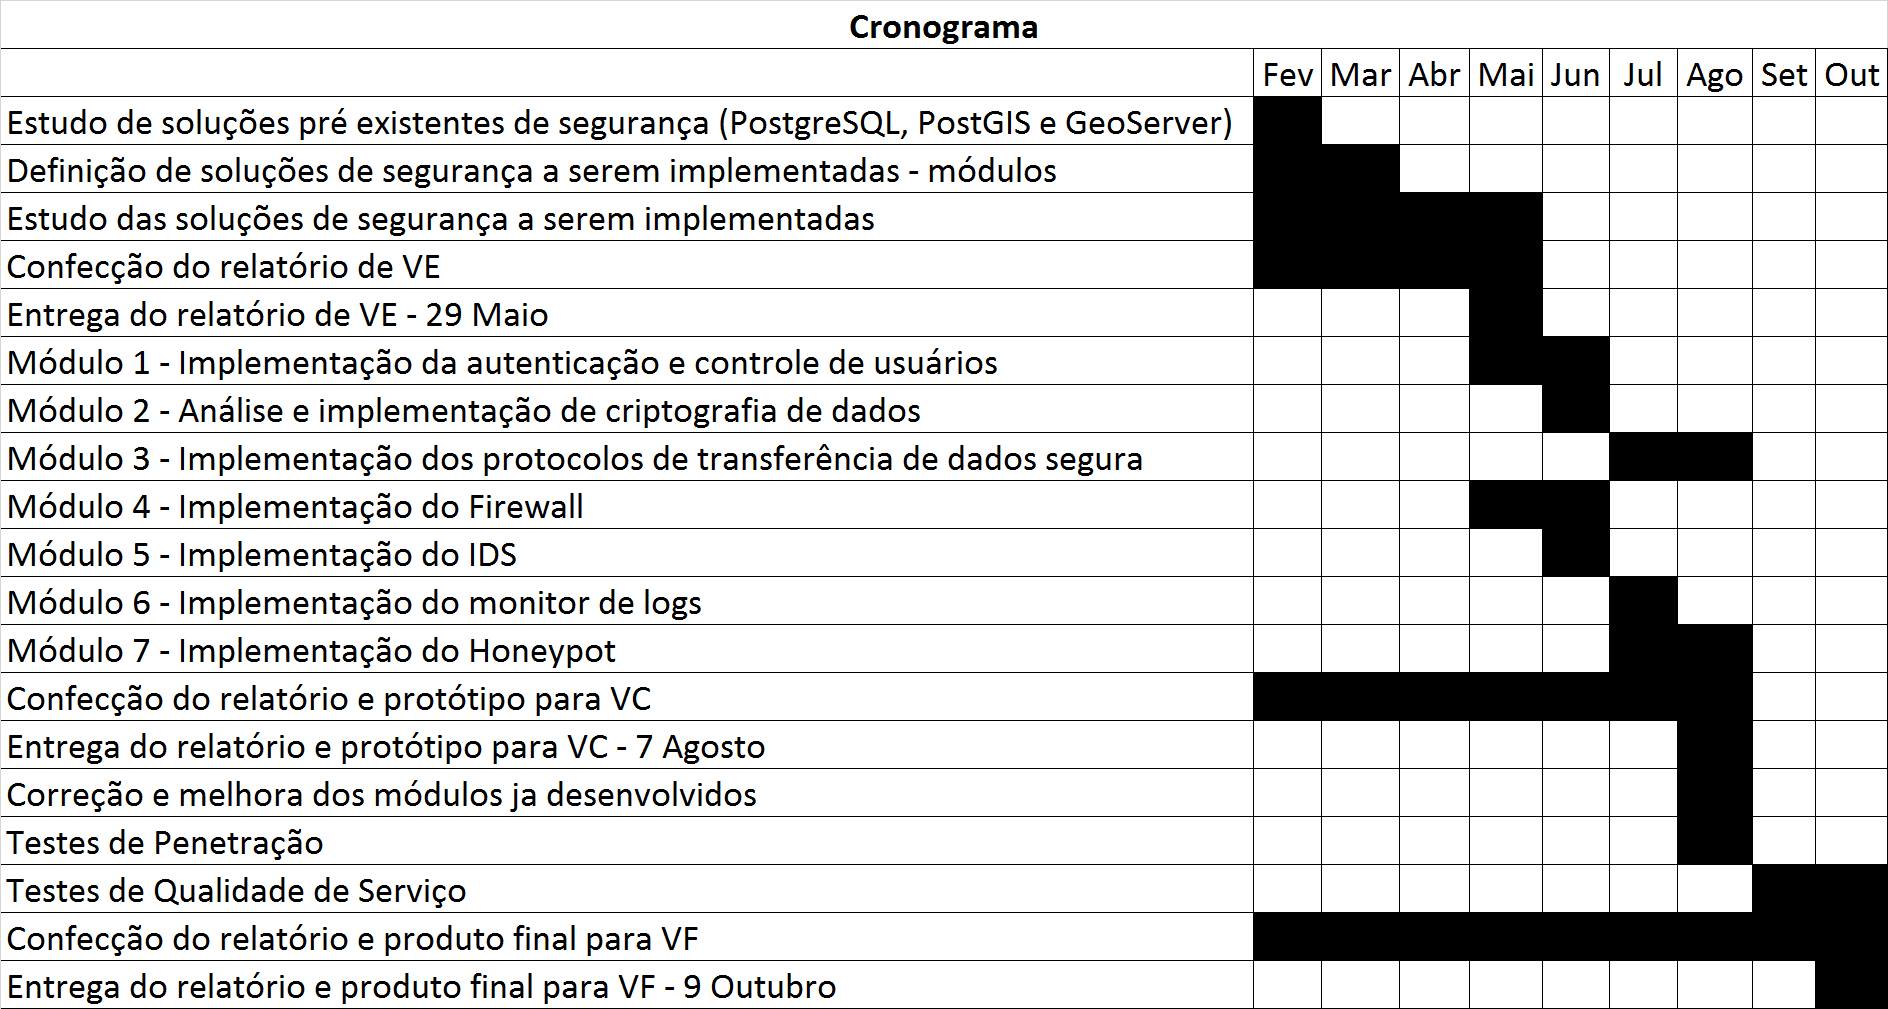 Cronograma
Fev Mar Abr Mai Jun Jul Ago Set Out
Estudo de soluções pré existentes de segurança (PostgreSQL, PostGIS e GeoServer)
Definição de soluções de segurança a serem implementadas - módulos
Estudo das soluções de segurança a serem implementadas
Confecção do relatório de VE
Entrega do relatório de VE - 29 Maio
Módulo 1 - Implementação da autenticação e controle de usuários
Módulo 2 - Análise e implementação de criptografia de dados
Módulo 3 - Implementação dos protocolos de transferência de dados segura
Módulo 4 - Implementação do Firewall
Módulo 5 - Implementação do IDS
Módulo 6 - Implementação do monitor de logs
Módulo 7 - Implementação do Honeypot
Confecção do relatório e protótipo para VC
Entrega do relatório e protótipo para VC - 7 Agosto
Correção e melhora dos módulos ja desenvolvidos
Testes de Penetração
Testes de Qualidade de Serviço
Confecção do relatório e produto final para VF
Entrega do relatório e produto final para VF - 9 Outubro